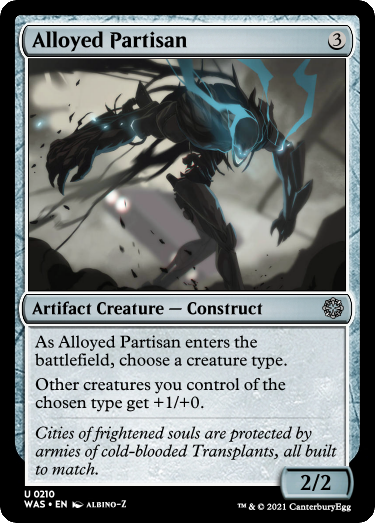 Alloyed Partisan 3
Artifact Creature — Construct
As Alloyed Partisan enters the
battlefield, choose a creature type.
Other creatures you control of the
chosen type get +1/+0.
Cities of frightened souls are protected by
armies of cold-blooded Transplants, all built
to match.
2/2
U 0210
WAS • EN ALBINO-Z
™ & © 2021 CanterburyEgg